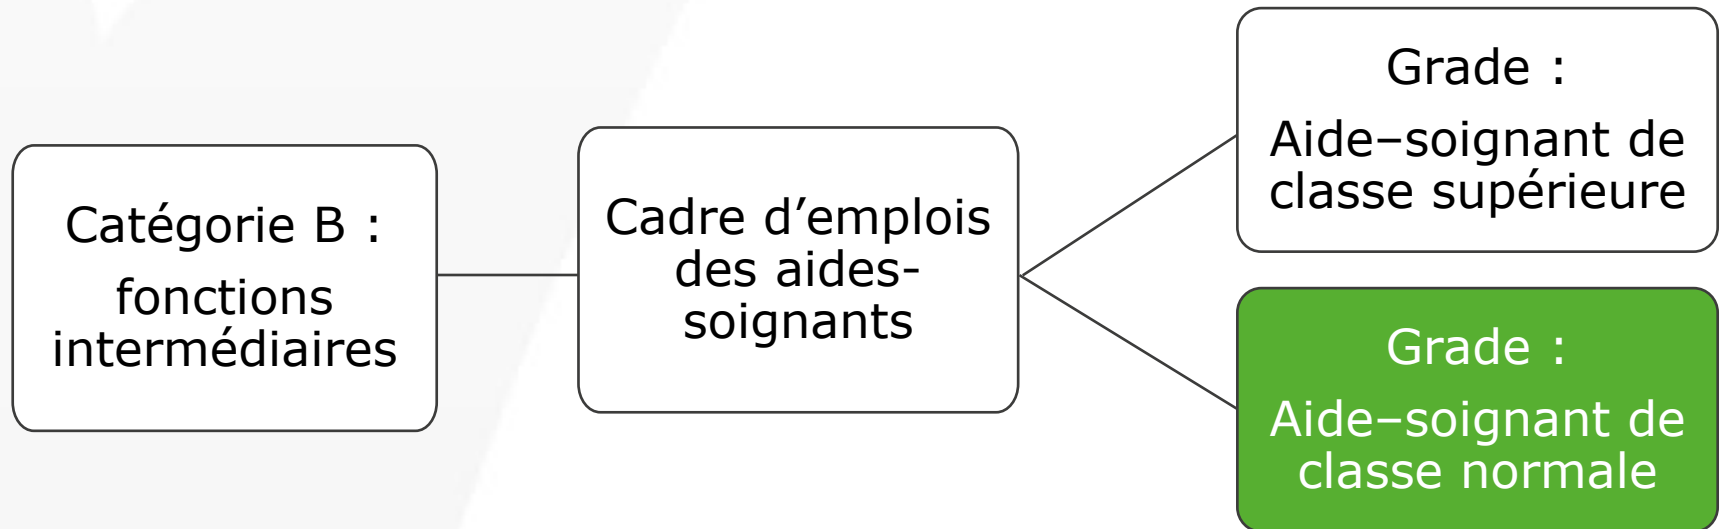 Catégorie B :
fonctions
intermédiaires
Cadre d’emplois
des aides-
soignants
Grade :
Aide–soignant de
classe supérieure
Grade :
Aide–soignant de
classe normale